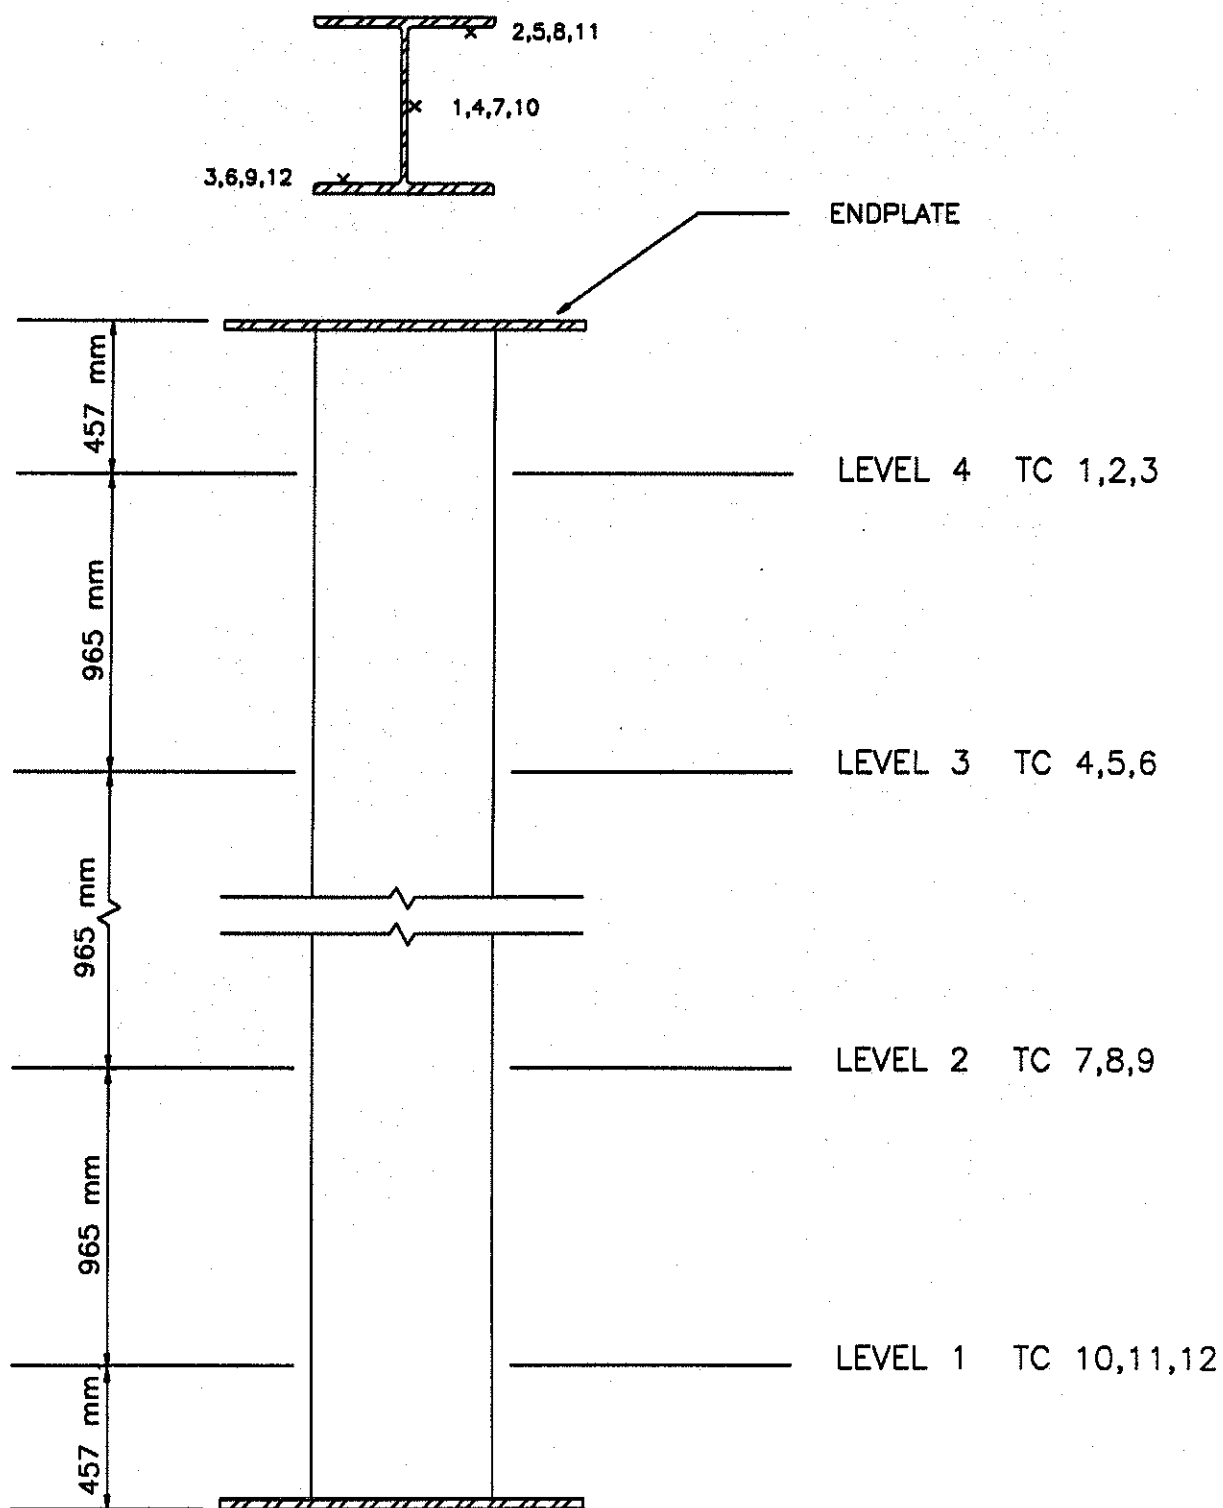 2,5,8,11
1,4,7,10
3,6,9,12
ENDPLATE
457 mm
LEVEL 4 TC 1,2,3
965 mm
LEVEL 3 TC 4,5,6
965 mm
LEVEL 2 TC 7,8,9
965 mm
LEVEL 1 TC 10,11,12
457 mm